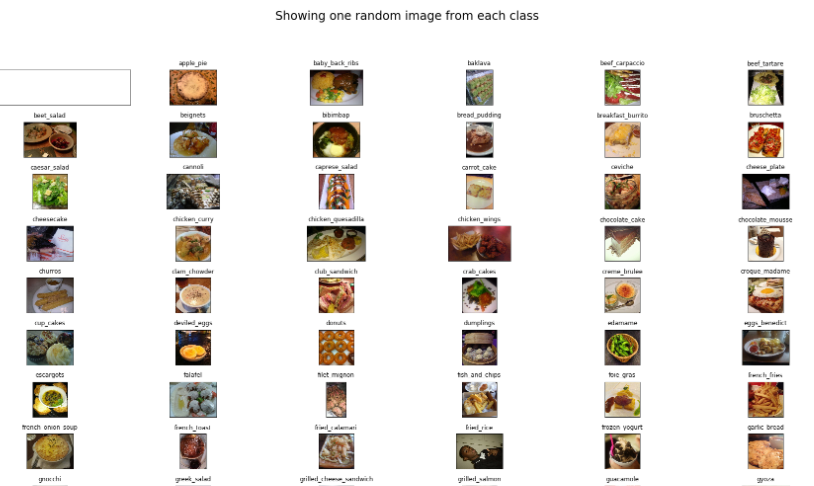 Showing one random image from each class
apple_pie baby_back_ribs baklava beef_carpaccio beef_tartare
beet_salad beignets bibimbap bread_pudding breakfast_burrito bruschetta
caesar_salad cannoli caprese_salad carrot_cake ceviche cheese_plate
cheesecake chicken_curry chicken_quesadilla chicken_wings chocolate_cake chocolate_mousse
churros clam_chowder club_sandwich crab_cakes creme_brulee croque_madame
cup_cakes deviled_eggs donuts dumplings edamame eggs_benedict
escargots falafel filet_mignon fish_and_chips foie_gras french_fries
french_onion_soup french_toast fried_calamari fried_rice frozen_yogurt garlic_bread
gnocchi greek_salad grilled_cheese_sandwich grilled_salmon guacamole gyoza